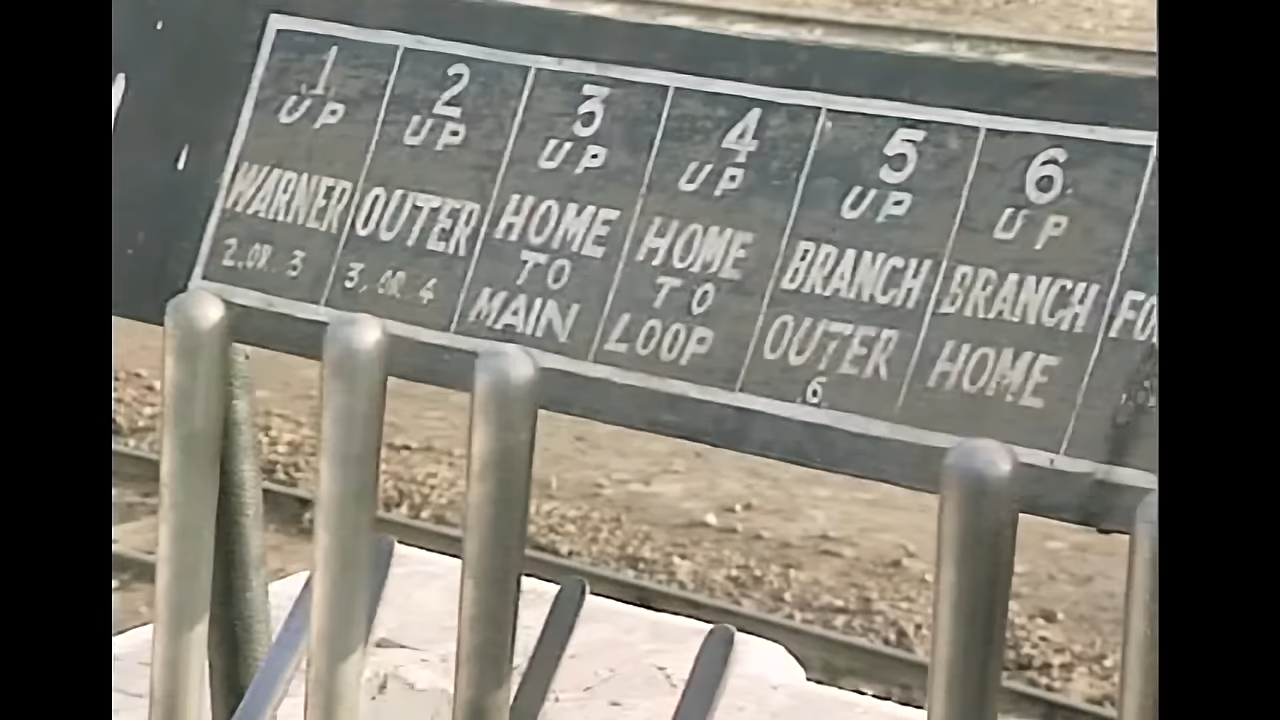 1
UP
WARNER
2. OR. 3
2
UP
OUTER
3, OR. 4
3
UP
HOME
TO
MAIN
4
UP
HOME
TO
LOOP
5
UP
BRANCH
OUTER
6
6
UP
BRANCH
HOME